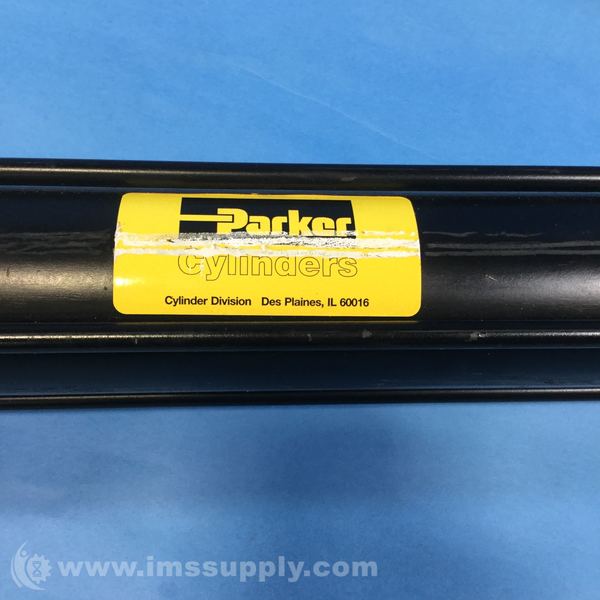 Parker
Cylinders
Cylinder Division Des Plaines, IL 60016
www.imssupply.com